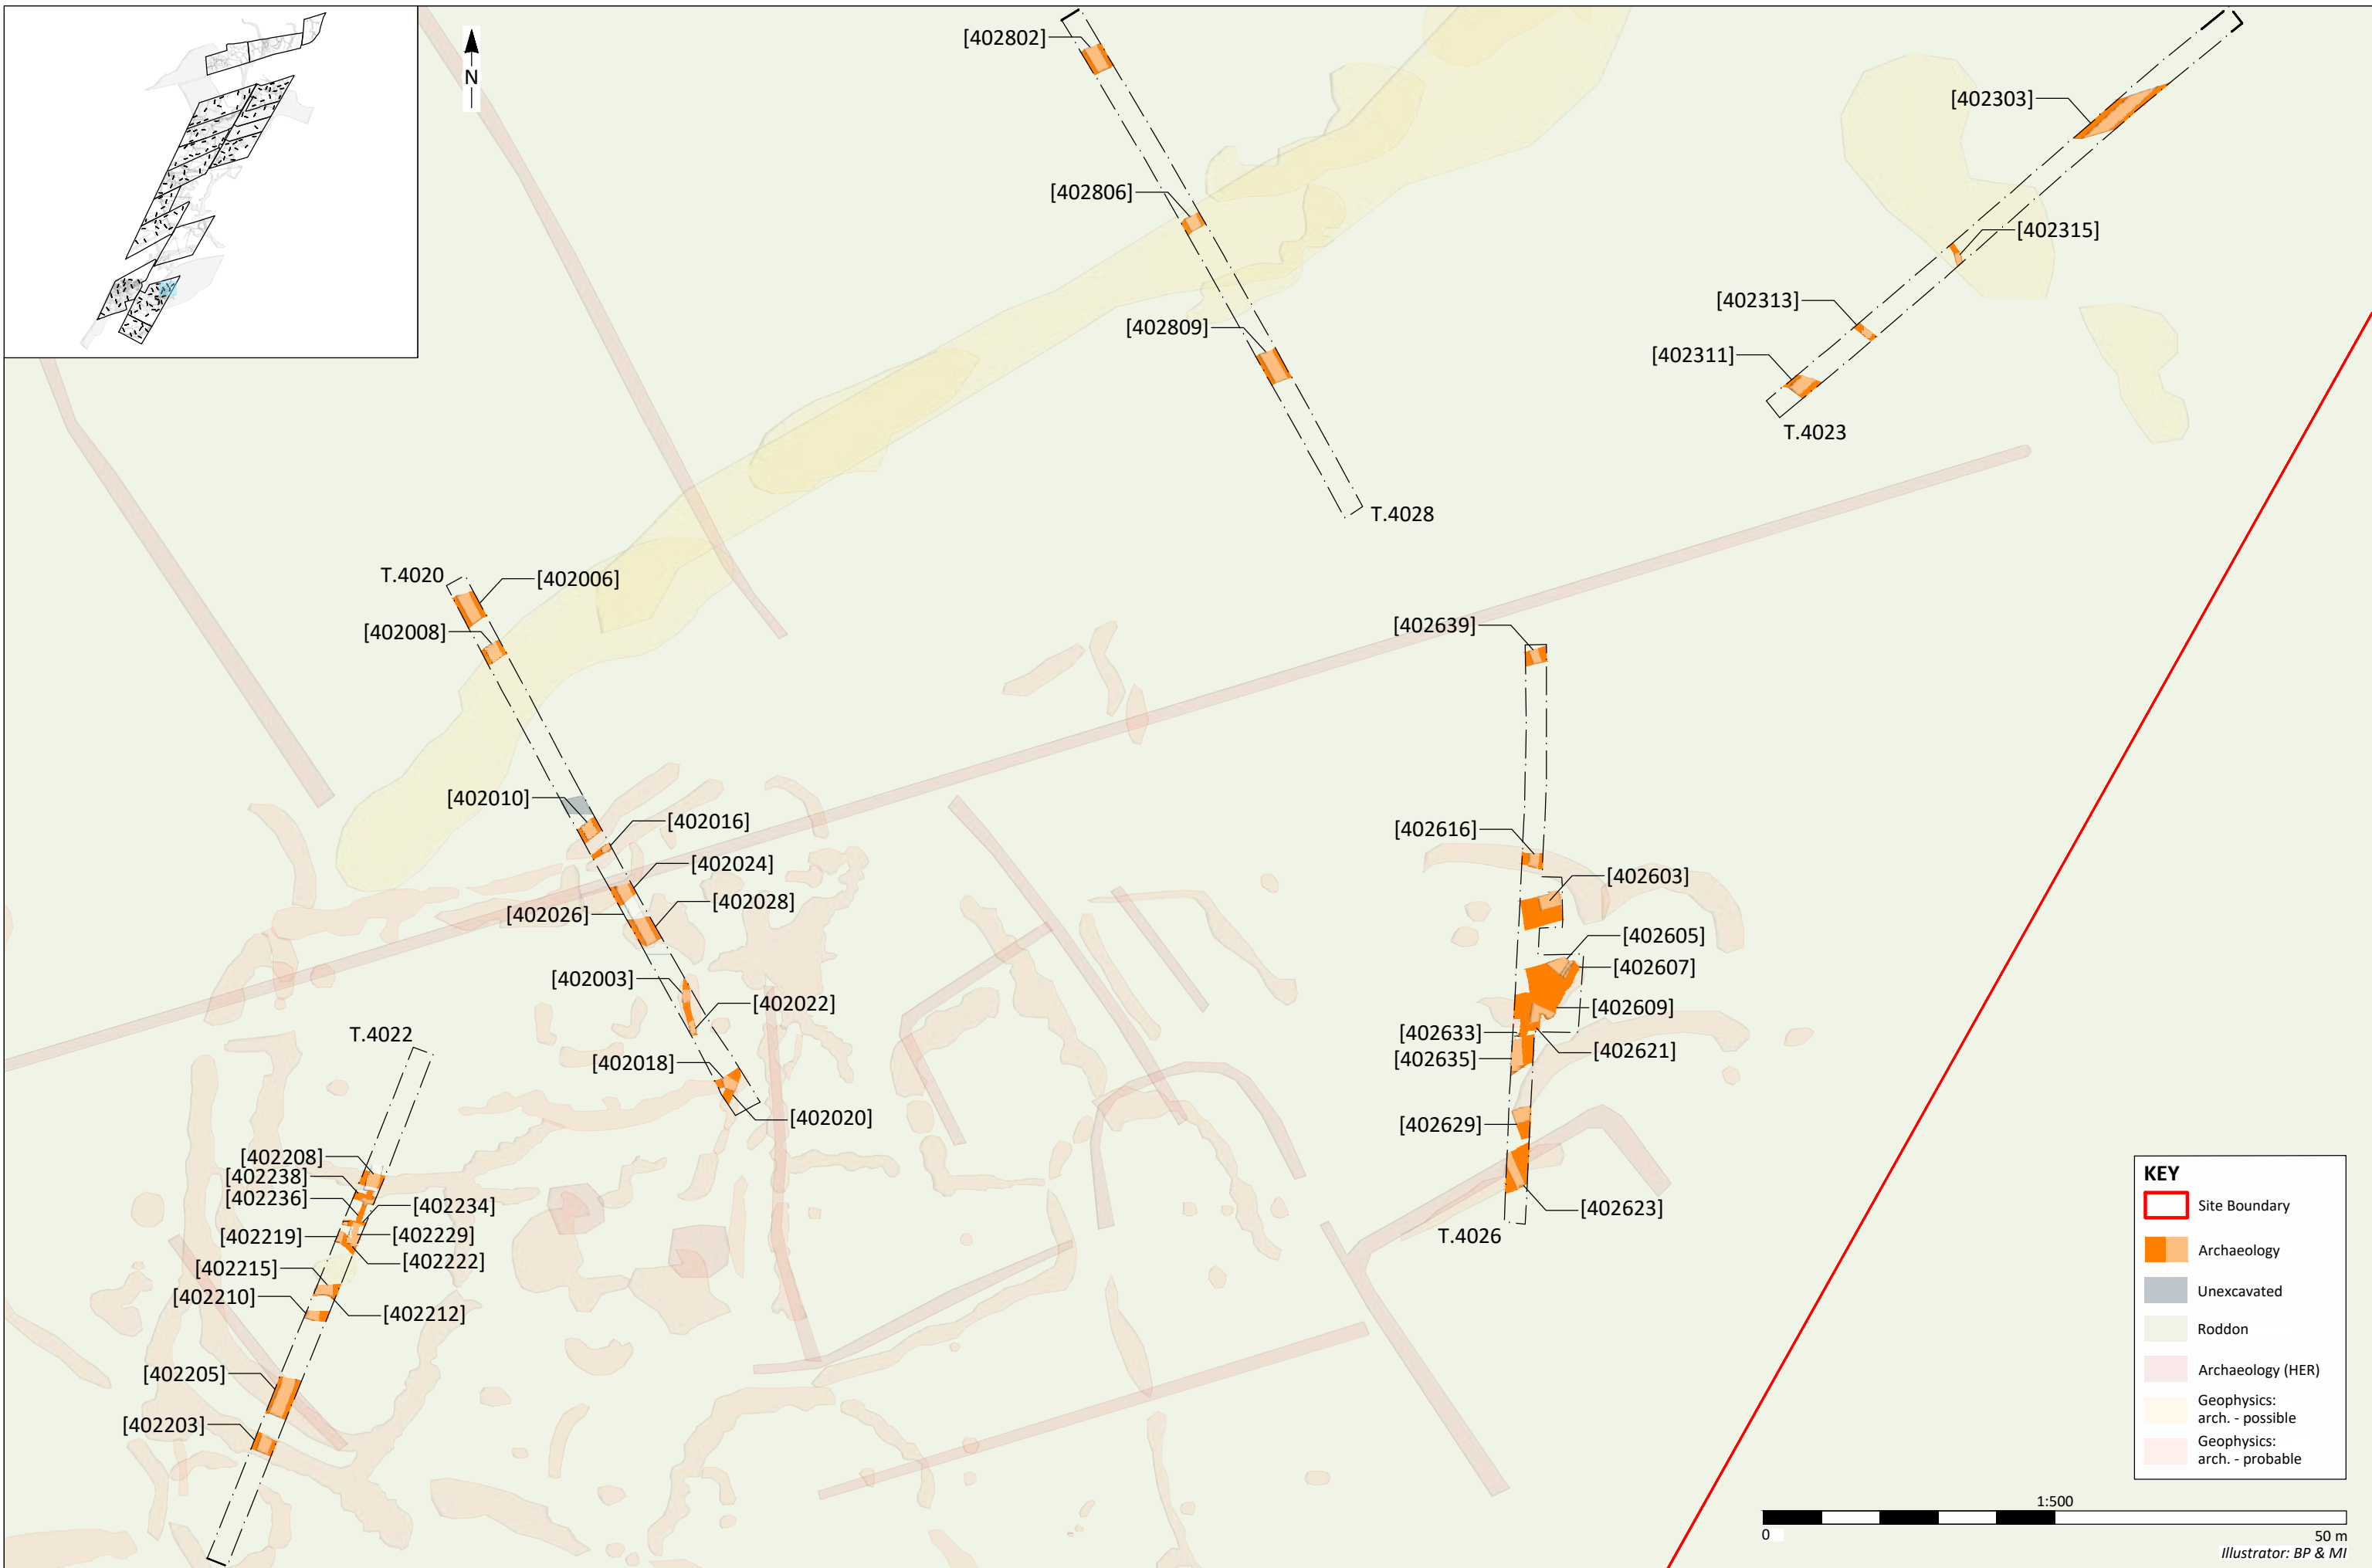 N
[402802]
[402303]
[402806]
[402315]
[402313]
[402809]
[402311]
T.4023
T.4028
T.4020
[402006]
[402008]
[402639]
[402010]
[402016]
[402616]
[402024]
[402603]
[402028]
[402026]
[402605]
[402607]
[402003]
[402022]
[402609]
[402633]
T.4022
[402621]
[402635]
[402018]
[402020]
[402629]
[402208]
[402238]
[402236]
[402234]
[402623]
[402219]
[402229]
T.4026
[402222]
[402215]
[402210]
[402212]
[402205]
[402203]
KEY
Site Boundary
Archaeology
Unexcavated
Roddon
Archaeology (HER)
Geophysics:
arch. - possible
Geophysics:
arch. - probable
1:500
0 50 m
Illustrator: BP & MI